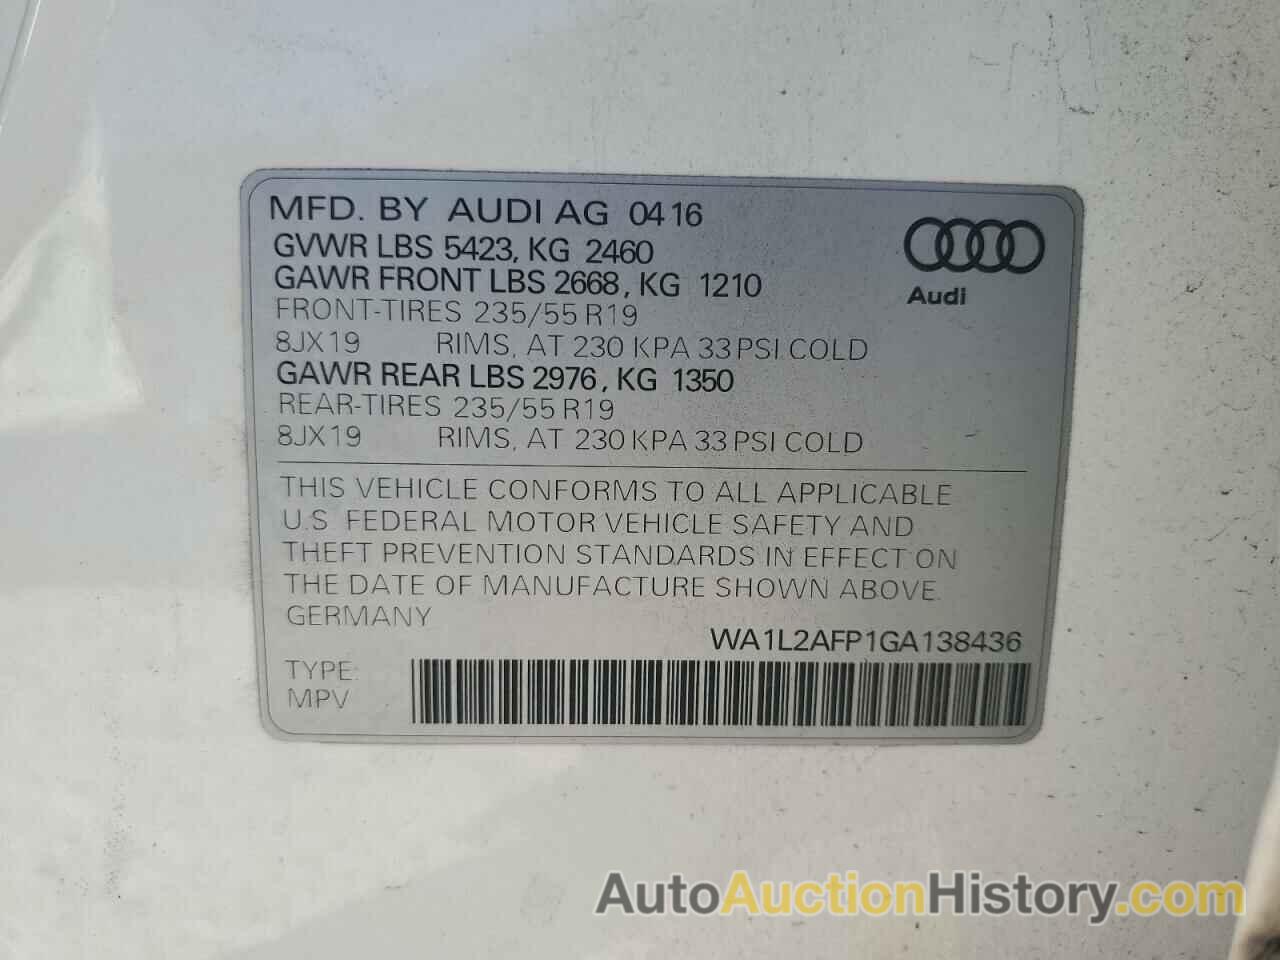 MFD. BY AUDI AG 0416
GVWR LBS 5423, KG 2460
GAWR FRONT LBS 2668, KG 1210
FRONT-TIRES 235/55 R19
8JX19 RIMS, AT 230 KPA 33 PSI COLD
GAWR REAR LBS 2976, KG 1350
REAR-TIRES 235/55 R19
8JX19 RIMS, AT 230 KPA 33 PSI COLD
Audi
THIS VEHICLE CONFORMS TO ALL APPLICABLE
U.S FEDERAL MOTOR VEHICLE SAFETY AND
THEFT PREVENTION STANDARDS IN EFFECT ON
THE DATE OF MANUFACTURE SHOWN ABOVE.
GERMANY
WA1L2AFP1GA138436
TYPE:
MPV
AutoAuctionHistory.com